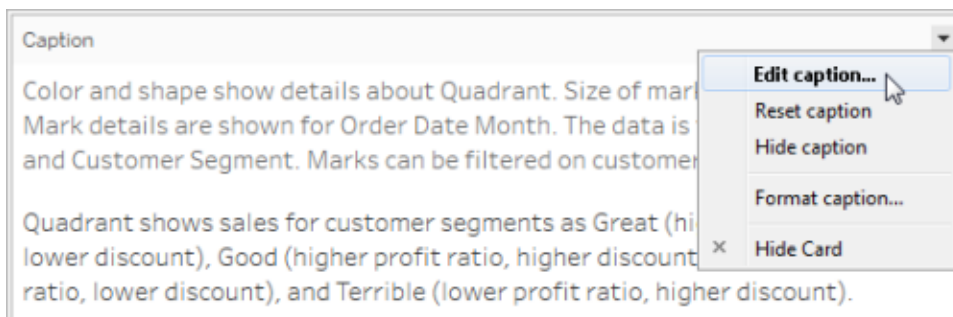 Caption
Color and shape show details about Quadrant. Size of mark
Mark details are shown for Order Date Month. The data is
and Customer Segment. Marks can be filtered on customer
Quadrant shows sales for customer segments as Great (hi
lower discount), Good (higher profit ratio, higher discount
ratio, lower discount), and Terrible (lower profit ratio, higher discount).
Edit caption...
Reset caption
Hide caption
Format caption...
Hide Card